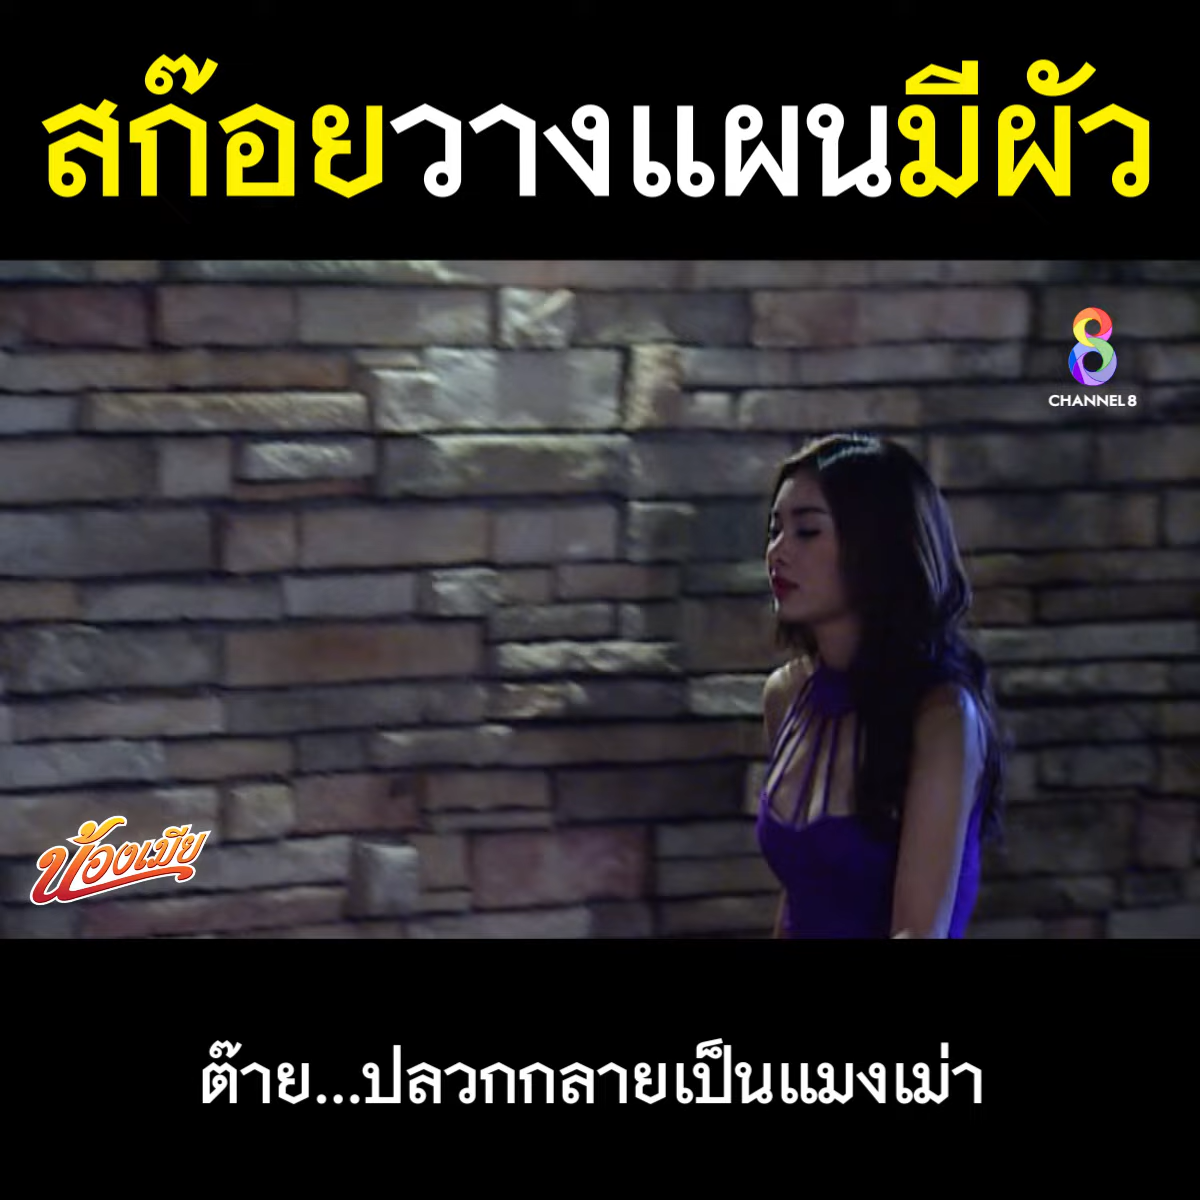 สก๊อยวางแผนมีผัว
8
CHANNEL 8
น้องเมีย
ต๊าย...ปลวกกลายเป็นแมงเม่า